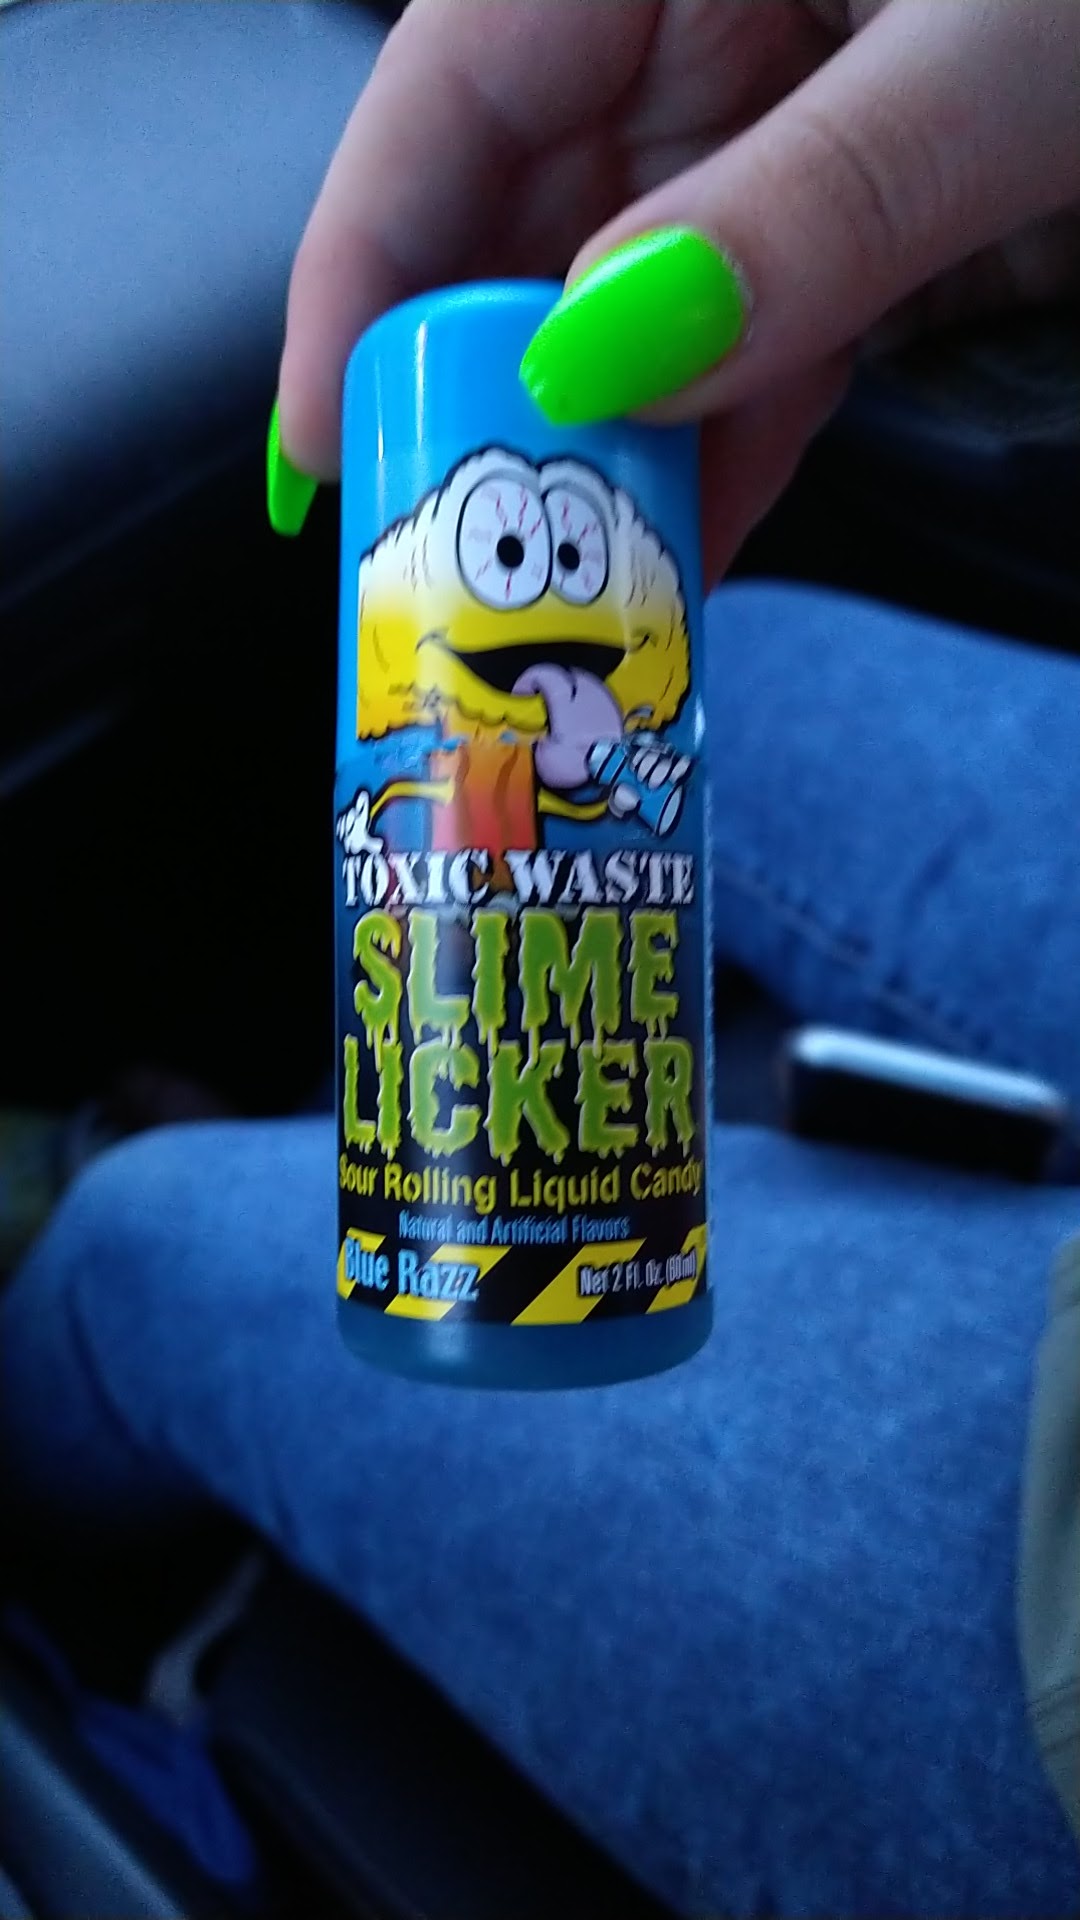 TOXIC WASTE
SLIME
LICKER
Sour Rolling Liquid Candy
Natural and Artificial Flavors
Blue Razz
Net 2 Fl. Oz. (60ml)